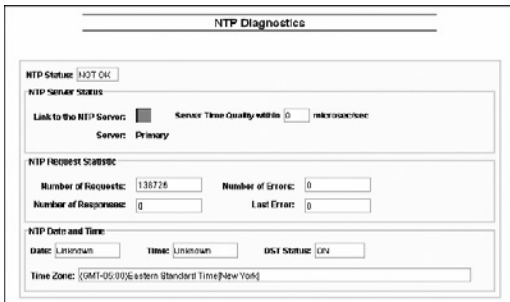 NTP Diagnostics
NTP Status: NOT OK
NTP Server Status
Link to the NTP Server: Server Time Quality within 0 microsec/sec
Server: Primary
NTP Request Statistic
Number of Requests: 138726 Number of Errors: 0
Number of Responses: 0 Last Error: 0
NTP Date and Time
Date: Unknown Time: Unknown DST Status: ON
Time Zone: (GMT-05:00)Eastern Standard Time[New York]